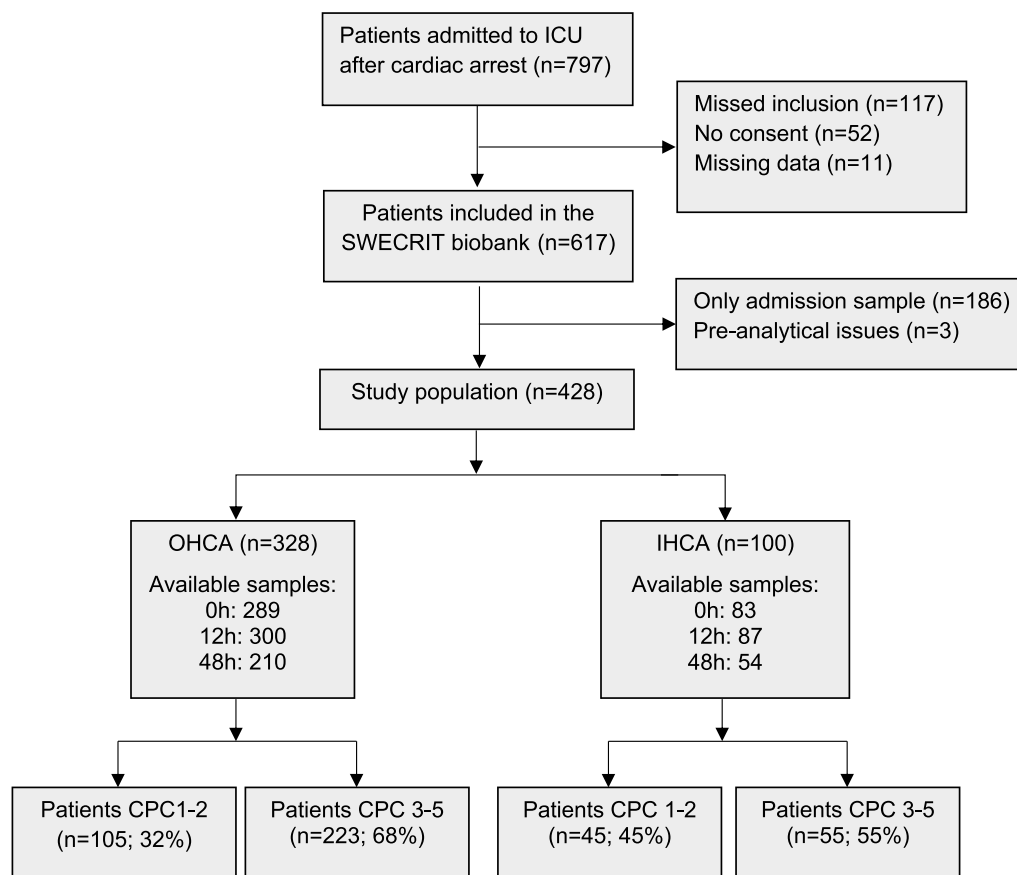 Patients admitted to ICU
after cardiac arrest (n=797)
Missed inclusion (n=117)
No consent (n=52)
Missing data (n=11)
Patients included in the
SWECRIT biobank (n=617)
Only admission sample (n=186)
Pre-analytical issues (n=3)
Study population (n=428)
OHCA (n=328)
Available samples:
0h: 289
12h: 300
48h: 210
IHCA (n=100)
Available samples:
0h: 83
12h: 87
48h: 54
Patients CPC1-2
(n=105; 32%)
Patients CPC 3-5
(n=223; 68%)
Patients CPC 1-2
(n=45; 45%)
Patients CPC 3-5
(n=55; 55%)